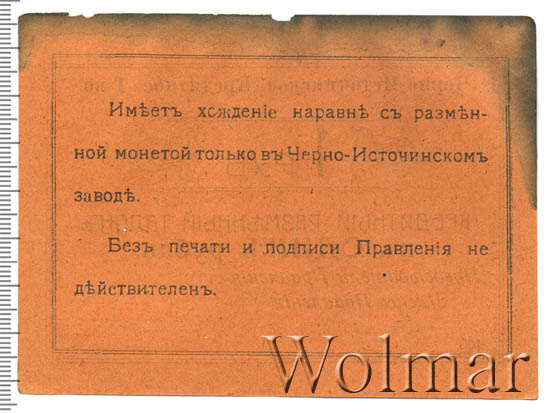 Имѣетъ хожденіе наравнѣ съ размѣн-
ной монетой только въ Черно-Источинскомъ
заводѣ.
Безъ печати и подписи Правленія не
дѣйствителенъ.
Wolmar